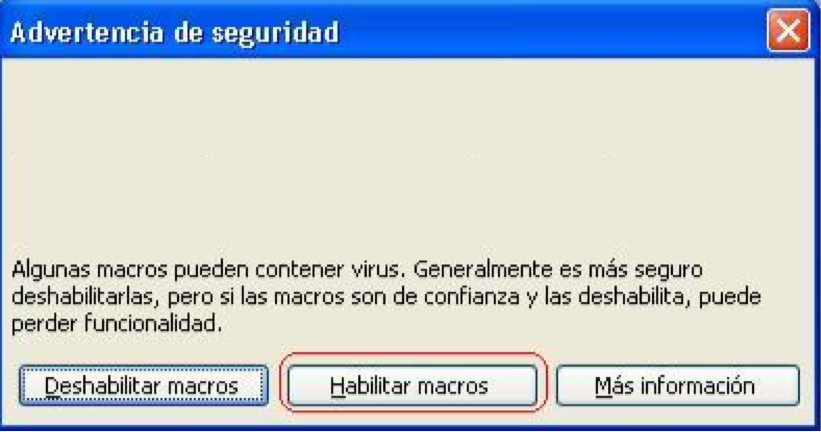 Advertencia de seguridad
Algunas macros pueden contener virus. Generalmente es más seguro
deshabilitarlas, pero si las macros son de confianza y las deshabilita, puede
perder funcionalidad.
Deshabilitar macros Habilitar macros Más información